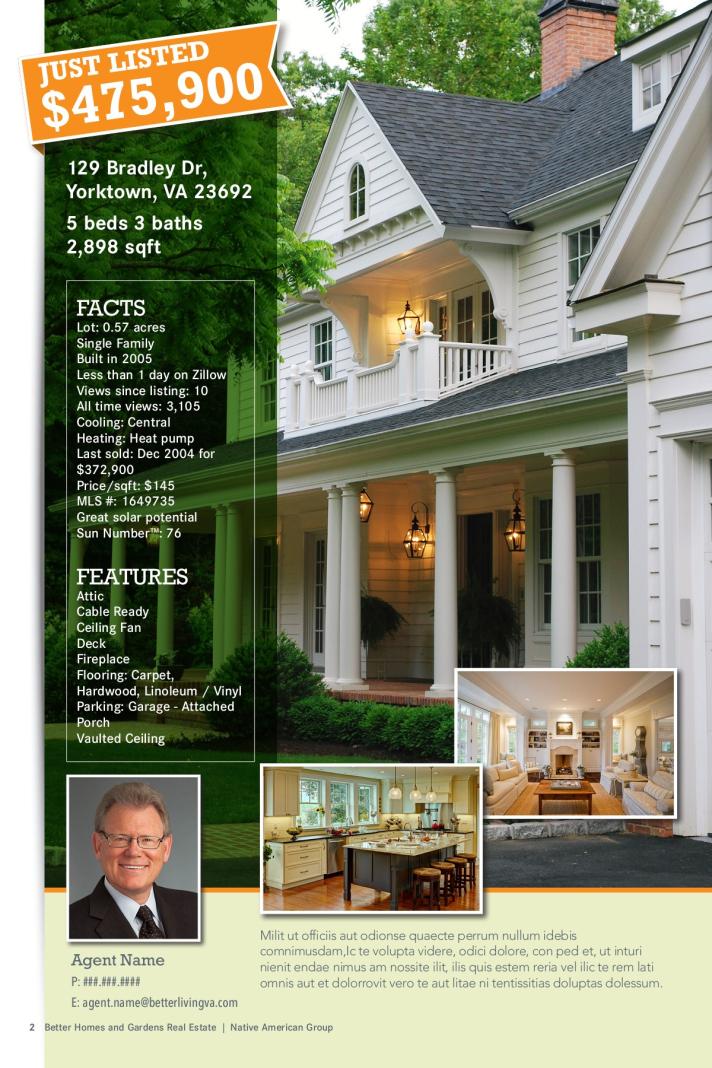 JUST LISTED
$475,900
129 Bradley Dr,
Yorktown, VA 23692
5 beds 3 baths
2,898 sqft
FACTS
Lot: 0.57 acres
Single Family
Built in 2005
Less than 1 day on Zillow
Views since listing: 10
All time views: 3,105
Cooling: Central
Heating: Heat pump
Last sold: Dec 2004 for
$372,900
Price/sqft: $145
MLS #: 1649735
Great solar potential
Sun Number™: 76
FEATURES
Attic
Cable Ready
Ceiling Fan
Deck
Fireplace
Flooring: Carpet,
Hardwood, Linoleum / Vinyl
Parking: Garage - Attached
Porch
Vaulted Ceiling
Agent Name
P: ###.###.####
E: agent.name@betterlivingva.com
Milit ut officiis aut odionse quaecte perrum nullum idebis
comnimusdam,Ic te volupta videre, odici dolore, con ped et, ut inturi
nienit endae nimus am nossite ilit, ilis quis estem reria vel ilic te rem lati
omnis aut et dolorrovit vero te aut litae ni tentissitias doluptas dolessum.
2 Better Homes and Gardens Real Estate | Native American Group